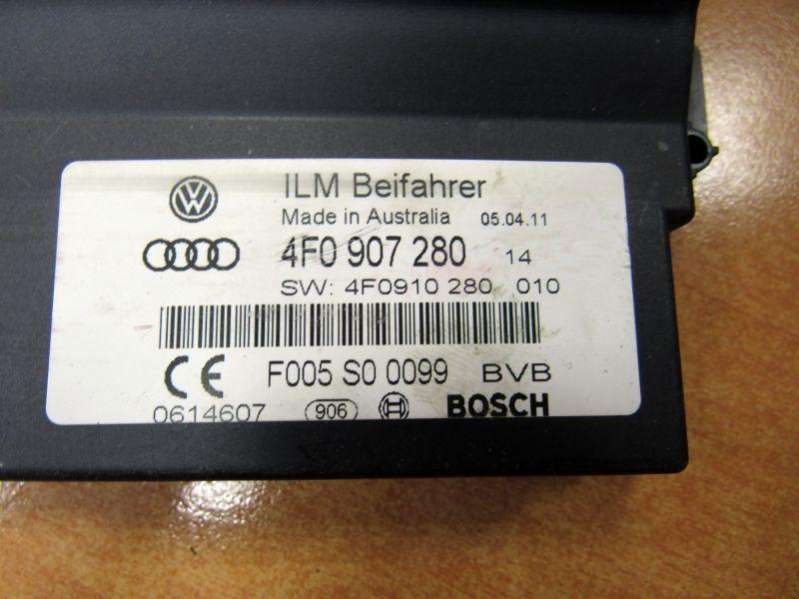 ILM Beifahrer
Made in Australia 05.04.11
4F0 907 280 14
SW: 4F0910 280 010
CE F005 S0 0099 BVB
0614607 906 BOSCH